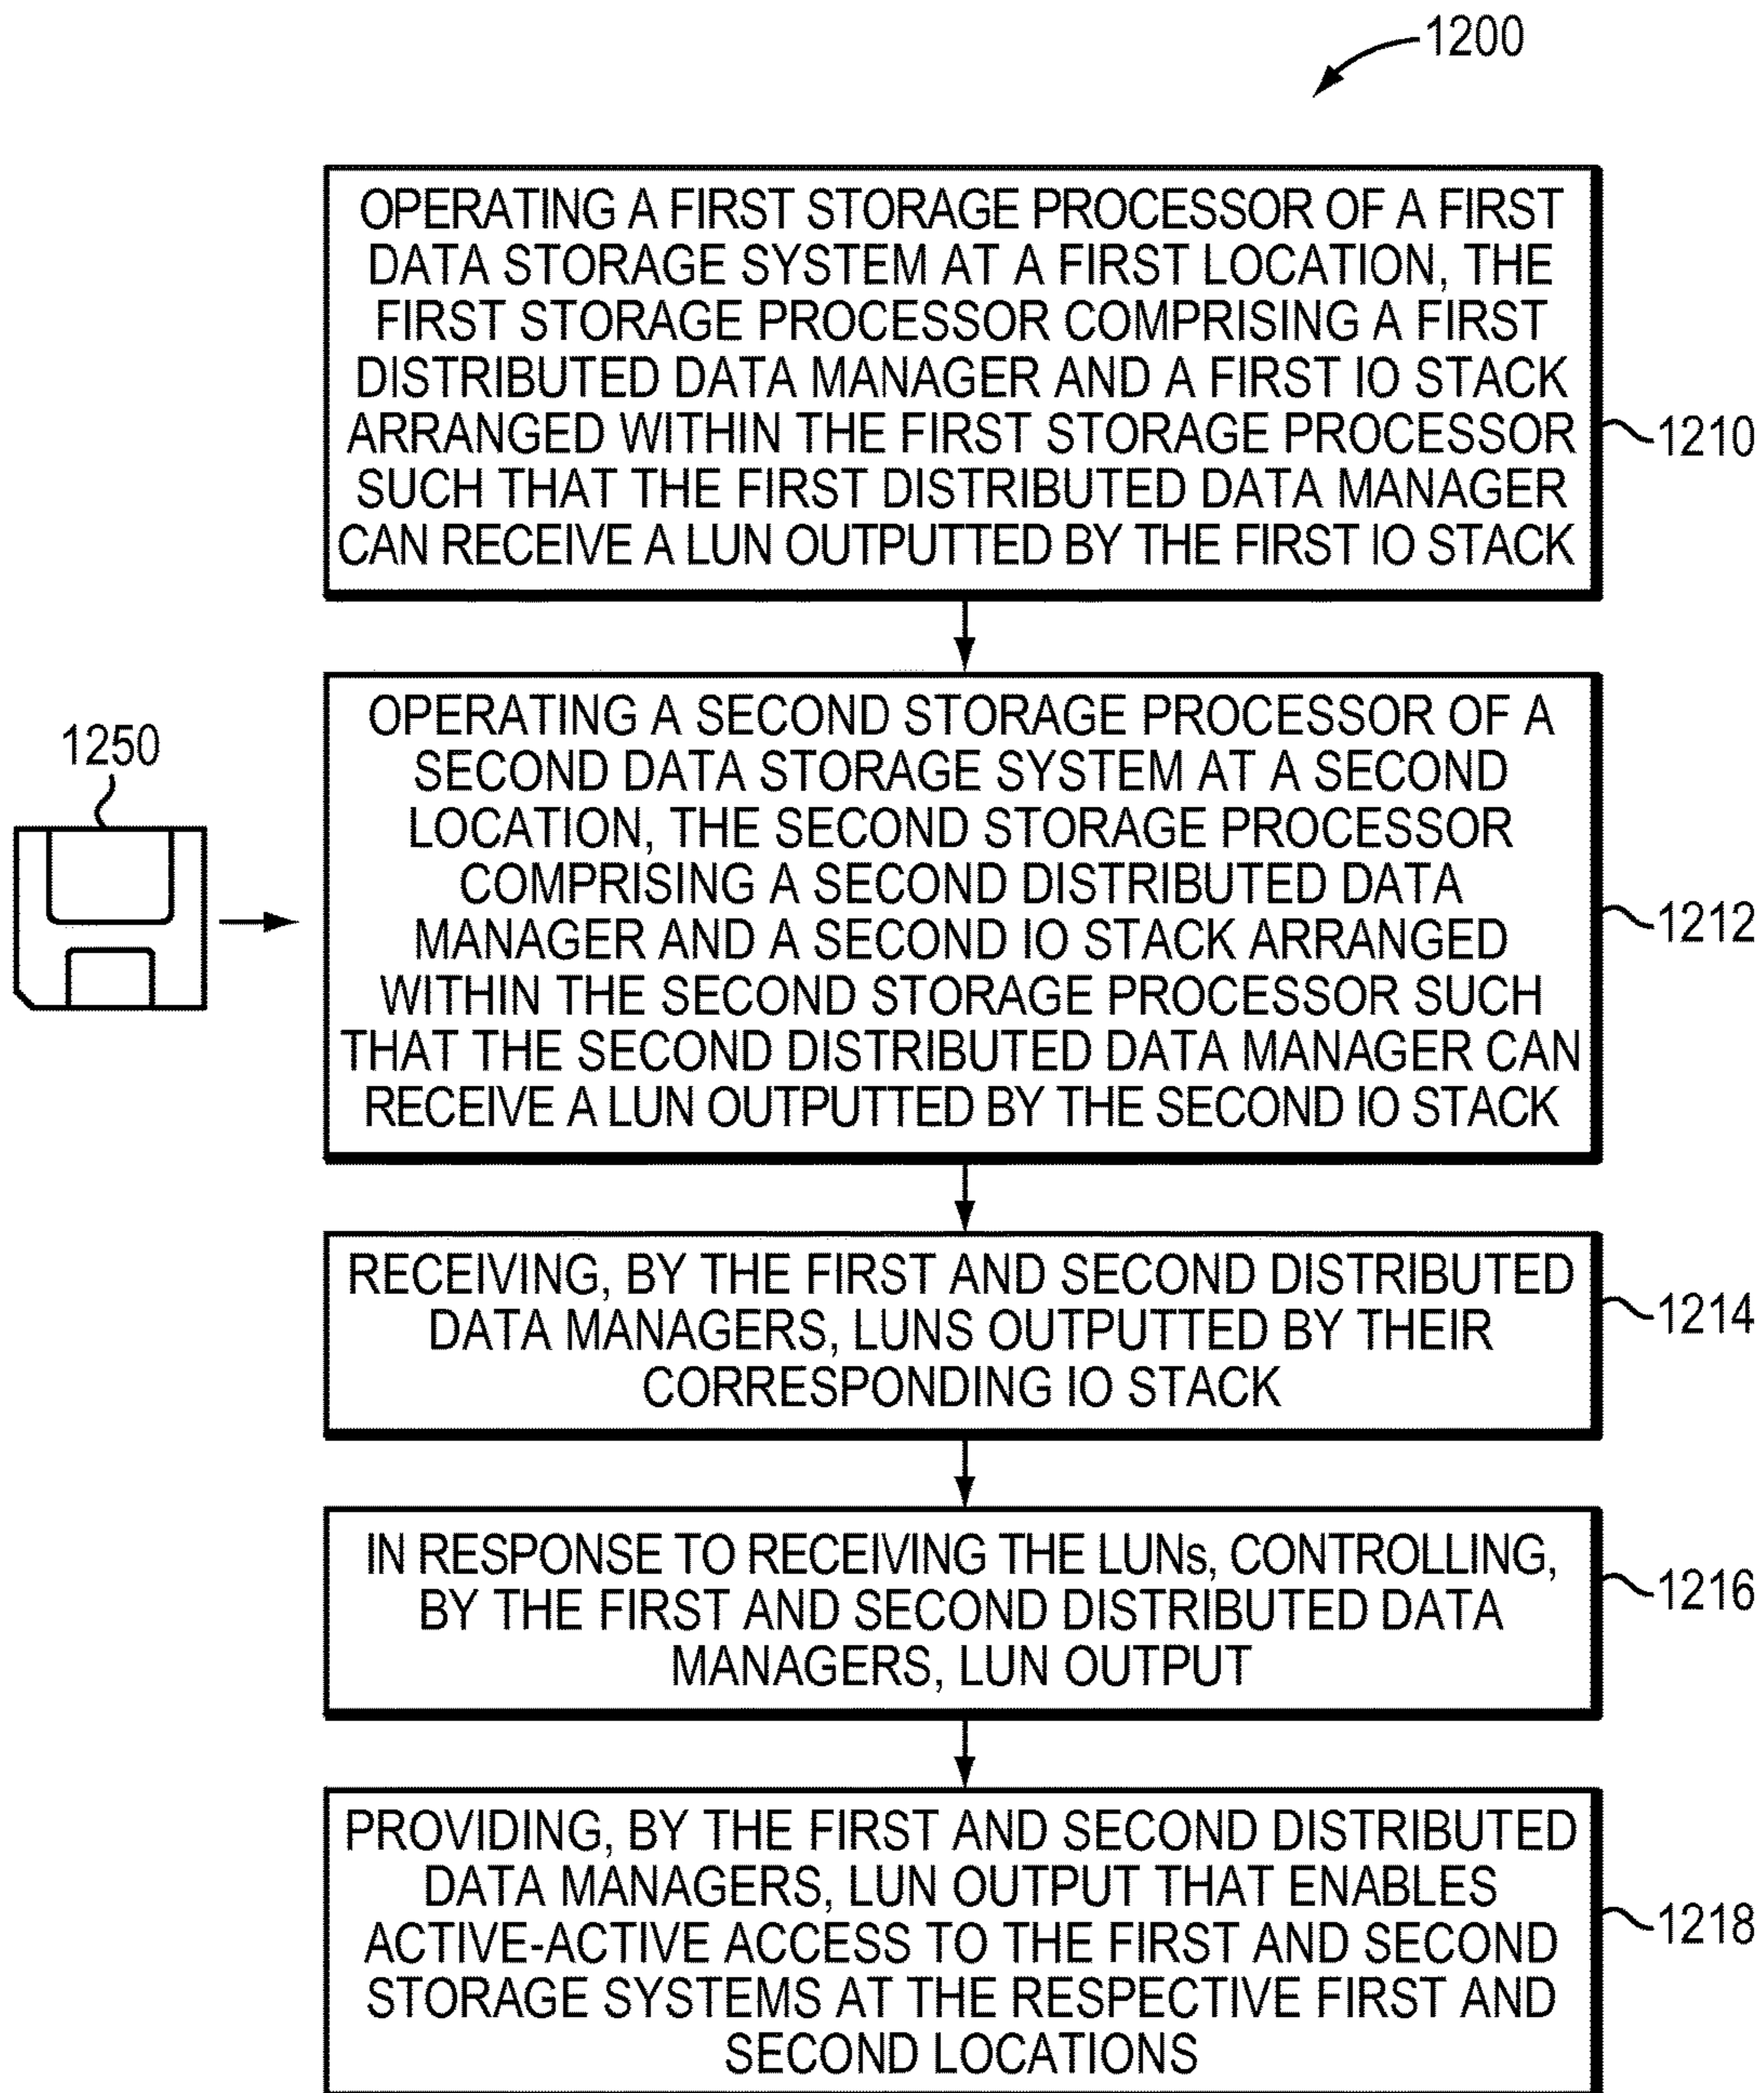 1200
OPERATING A FIRST STORAGE PROCESSOR OF A FIRST
DATA STORAGE SYSTEM AT A FIRST LOCATION, THE
FIRST STORAGE PROCESSOR COMPRISING A FIRST
DISTRIBUTED DATA MANAGER AND A FIRST IO STACK
ARRANGED WITHIN THE FIRST STORAGE PROCESSOR
SUCH THAT THE FIRST DISTRIBUTED DATA MANAGER
CAN RECEIVE A LUN OUTPUTTED BY THE FIRST IO STACK
1210
1250
OPERATING A SECOND STORAGE PROCESSOR OF A
SECOND DATA STORAGE SYSTEM AT A SECOND
LOCATION, THE SECOND STORAGE PROCESSOR
COMPRISING A SECOND DISTRIBUTED DATA
MANAGER AND A SECOND IO STACK ARRANGED
WITHIN THE SECOND STORAGE PROCESSOR SUCH
THAT THE SECOND DISTRIBUTED DATA MANAGER CAN
RECEIVE A LUN OUTPUTTED BY THE SECOND IO STACK
1212
RECEIVING, BY THE FIRST AND SECOND DISTRIBUTED
DATA MANAGERS, LUNS OUTPUTTED BY THEIR
CORRESPONDING IO STACK
1214
IN RESPONSE TO RECEIVING THE LUNs, CONTROLLING,
BY THE FIRST AND SECOND DISTRIBUTED DATA
MANAGERS, LUN OUTPUT
1216
PROVIDING, BY THE FIRST AND SECOND DISTRIBUTED
DATA MANAGERS, LUN OUTPUT THAT ENABLES
ACTIVE-ACTIVE ACCESS TO THE FIRST AND SECOND
STORAGE SYSTEMS AT THE RESPECTIVE FIRST AND
SECOND LOCATIONS
1218